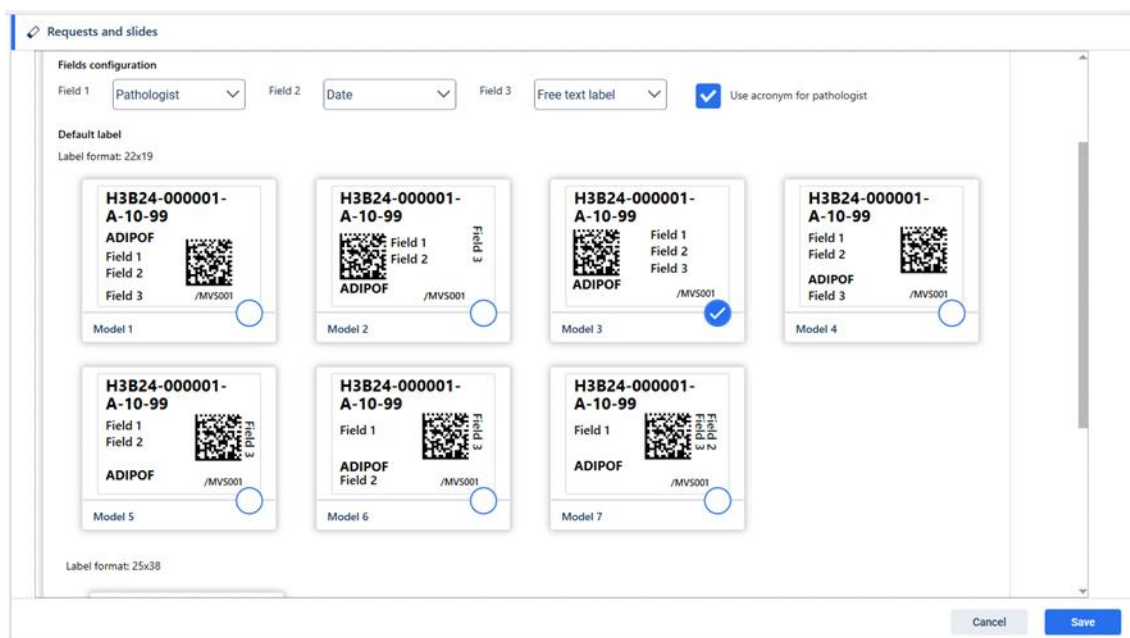 Requests and slides
Fields configuration
Field 1 Pathologist Field 2 Date Field 3 Free text label Use acronym for pathologist
Default label
Label format: 22x19
H3B24-000001-
A-10-99
ADIPOF
Field 1
Field 2
Field 3 /MVS001
Model 1
H3B24-000001-
A-10-99
Field 1
Field 2
Field 3
ADIPOF
/MVS001
Model 2
H3B24-000001-
A-10-99
Field 1
Field 2
Field 3
ADIPOF
/MVS001
Model 3
H3B24-000001-
A-10-99
Field 1
Field 2
ADIPOF
Field 3 /MVS001
Model 4
H3B24-000001-
A-10-99
Field 1
Field 2
Field 3
ADIPOF
/MVS001
Model 5
H3B24-000001-
A-10-99
Field 1
Field 3
ADIPOF
Field 2 /MVS001
Model 6
H3B24-000001-
A-10-99
Field 1
Field 2
Field 3
ADIPOF
/MVS001
Model 7
Label format: 25x38
Cancel Save